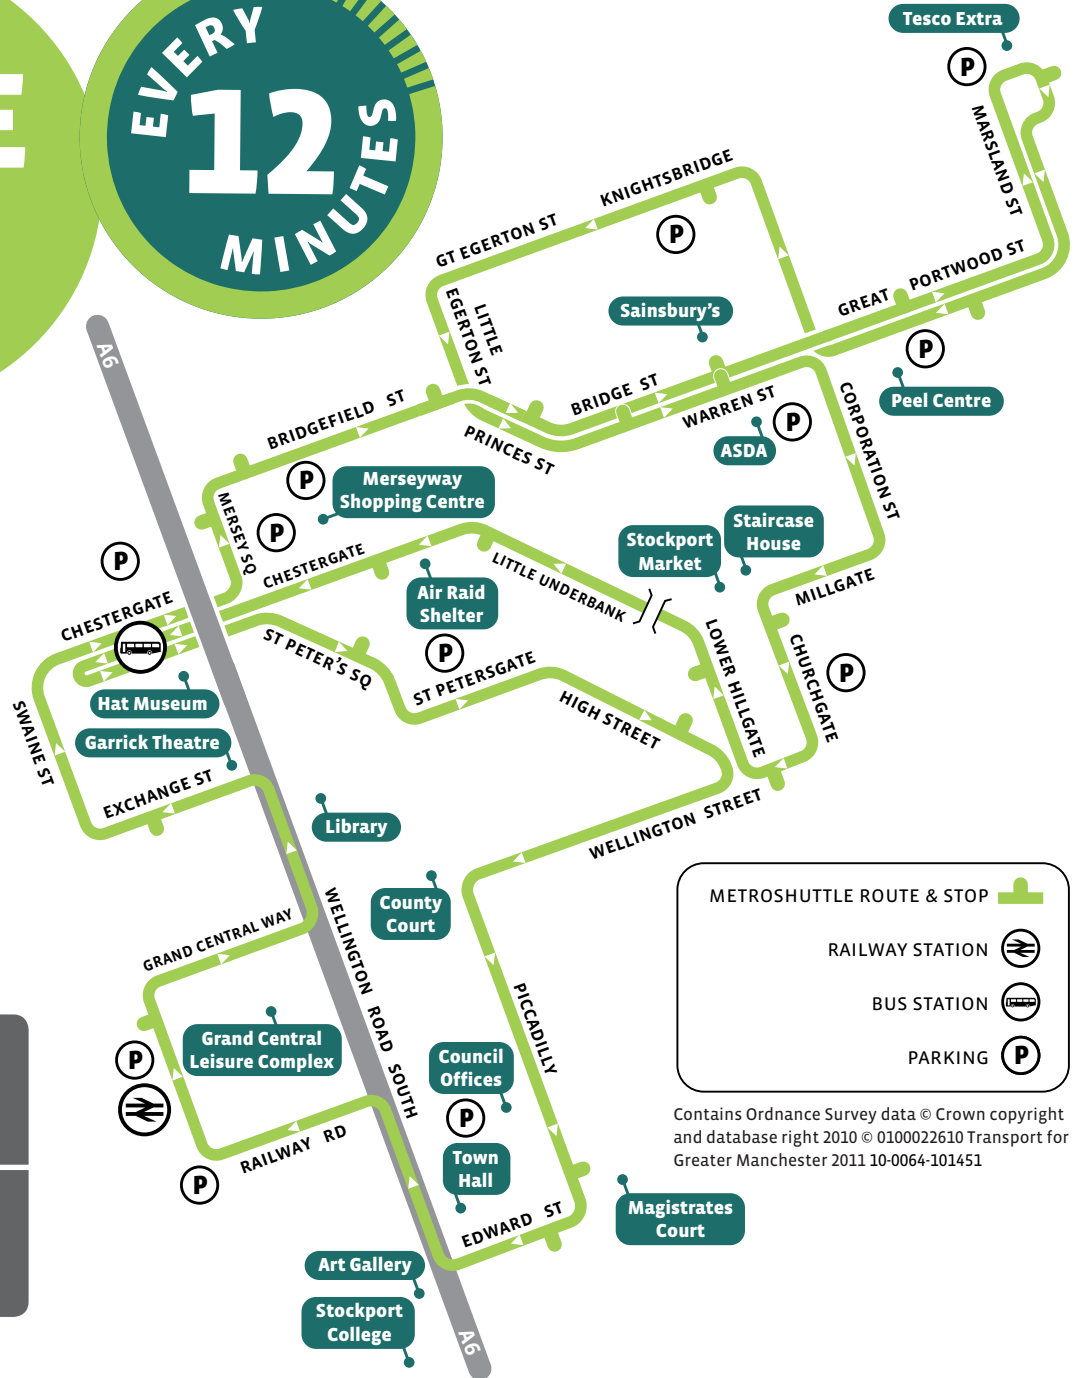 E
EVERY
12
MINUTES
Tesco Extra
P
MARSLAND ST
KNIGHTSBRIDGE
GT EGERTON ST
P
GREAT PORTWOOD ST
LITTLE
EGERTON ST
Sainsbury's
A6
P
Peel Centre
BRIDGE ST
BRIDGEFIELD ST
WARREN ST
CORPORATION ST
PRINCES ST
P
ASDA
P
Merseyway
Shopping Centre
MERSEY SQ
P
Staircase
House
Stockport
Market
P
CHESTERGATE
LITTLE UNDERBANK
MILLGATE
Air Raid
Shelter
CHESTERGATE
ST PETER'S SQ
P
ST PETERSGATE
LOWER HILLGATE
CHURCHGATE
P
Hat Museum
SWAINE ST
HIGH STREET
Garrick Theatre
EXCHANGE ST
Library
WELLINGTON STREET
County
Court
METROSHUTTLE ROUTE & STOP
RAILWAY STATION
BUS STATION
PARKING P
GRAND CENTRAL WAY
WELLINGTON ROAD SOUTH
PICCADILLY
Grand Central
Leisure Complex
P
Council
Offices
P
RAILWAY RD
Town
Hall
P
Contains Ordnance Survey data © Crown copyright
and database right 2010 © 0100022610 Transport for
Greater Manchester 2011 10-0064-101451
EDWARD ST
Magistrates
Court
Art Gallery
Stockport
College
A6